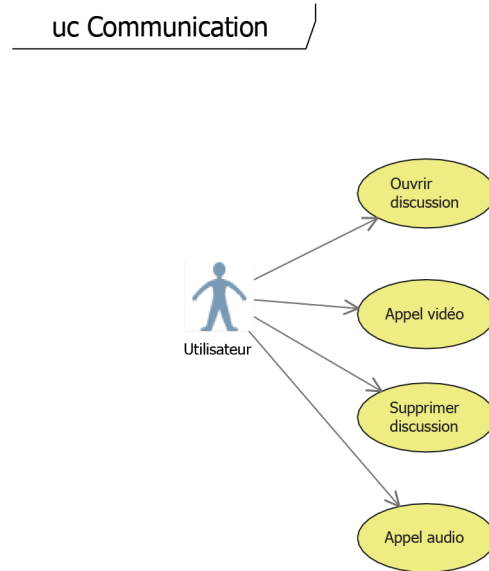 uc Communication
Ouvrir
discussion
Appel vidéo
Utilisateur
Supprimer
discussion
Appel audio